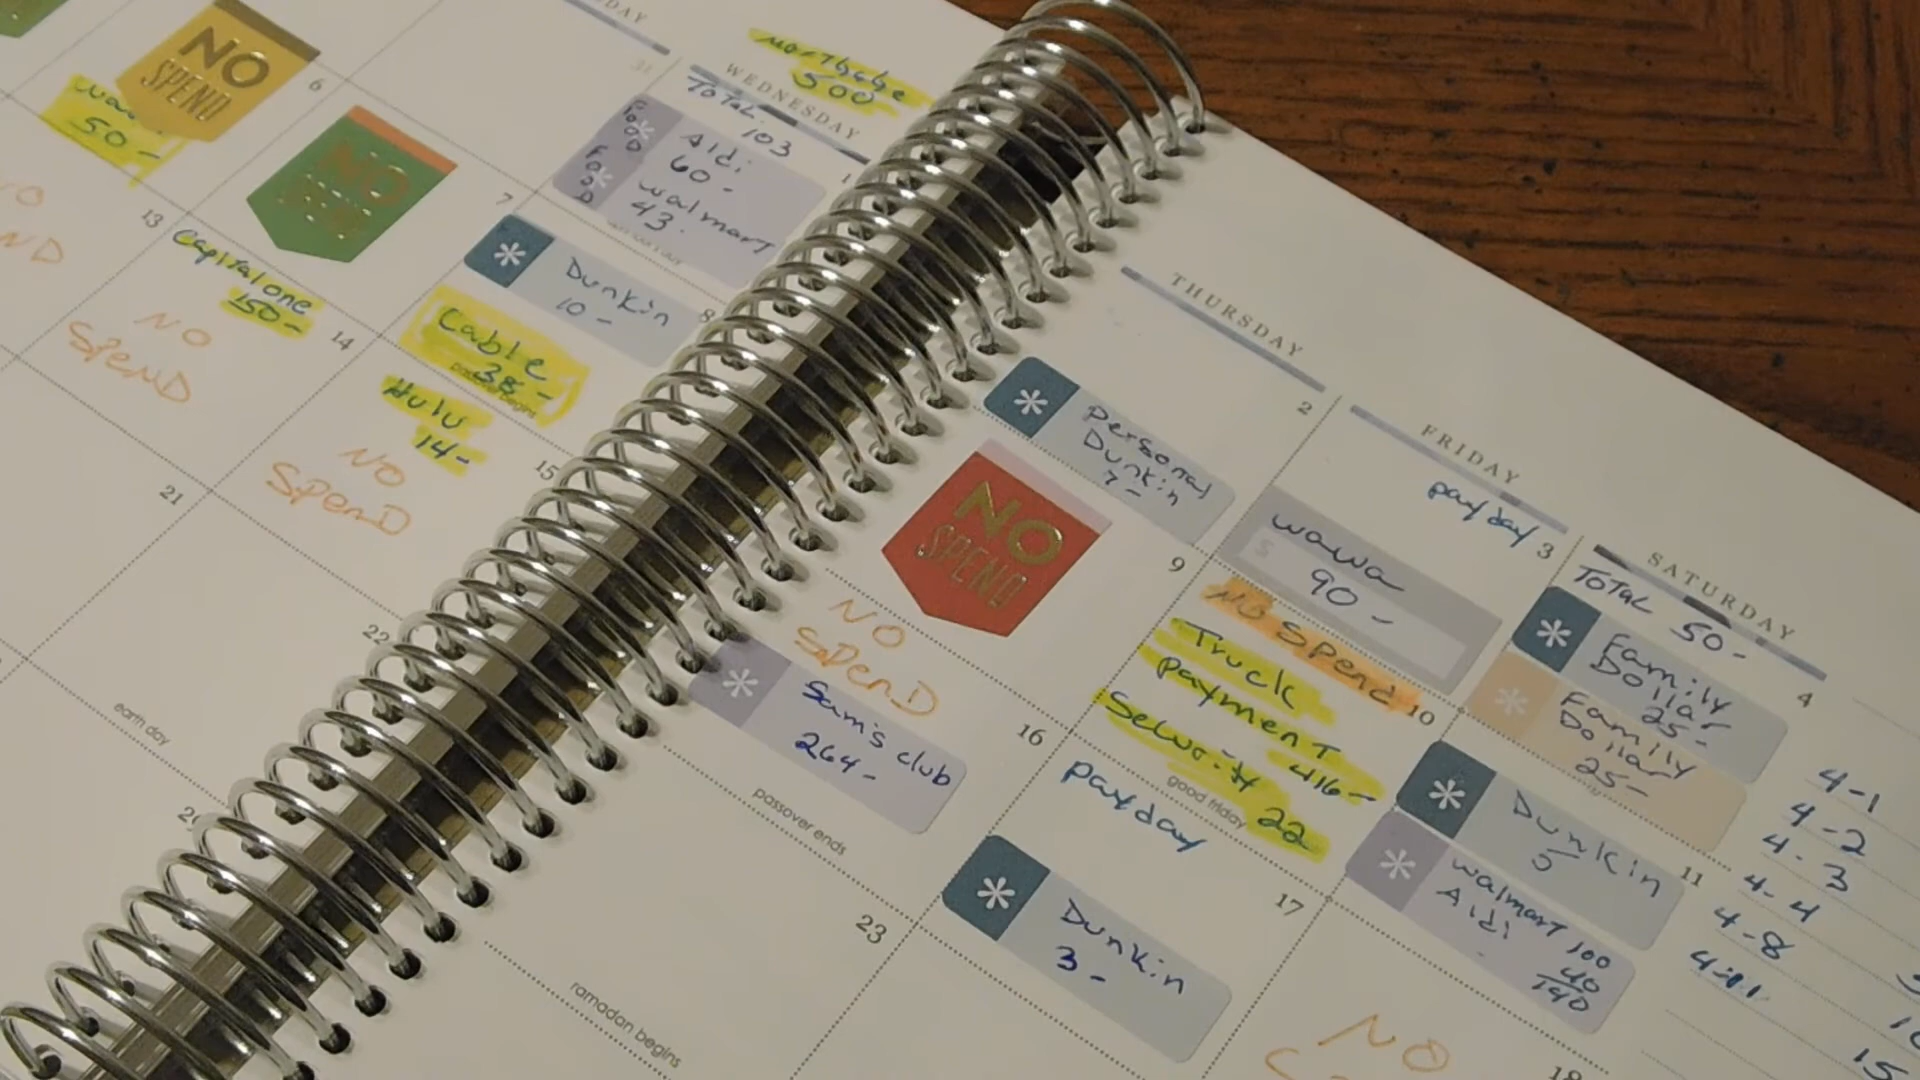 NO
SPEND
50-
6
NO
13
Capital one
150-
NO
SPEND
14
7
31
WEDNESDAY
Mortgage
500
Total
103
FOOD
FOOD
Aldi
60-
walmart
43.
1
Dunkin
10-
8
Cable
38-
Hulu
14-
NO
SPenD
15
21
22
earth day
THURSDAY
2
Personal
Dunkin
7-
NO
SPEND
9
NO
SPenD
16
Sam's club
264-
passover ends
23
ramadan begins
FRIDAY
payday
3
wawa
90-
NO Spend
10
Truck
payment
416-
Security
22
good friday
payday
17
Dunkin
3-
SATURDAY
4
Total 50-
Family
Dollar
25-
Family
Dollar
25-
Dunkin
5
11
walmart 100
Aldi 40
140
NO
18
4-1
4-2
4-3
4-4
4-8
4-11